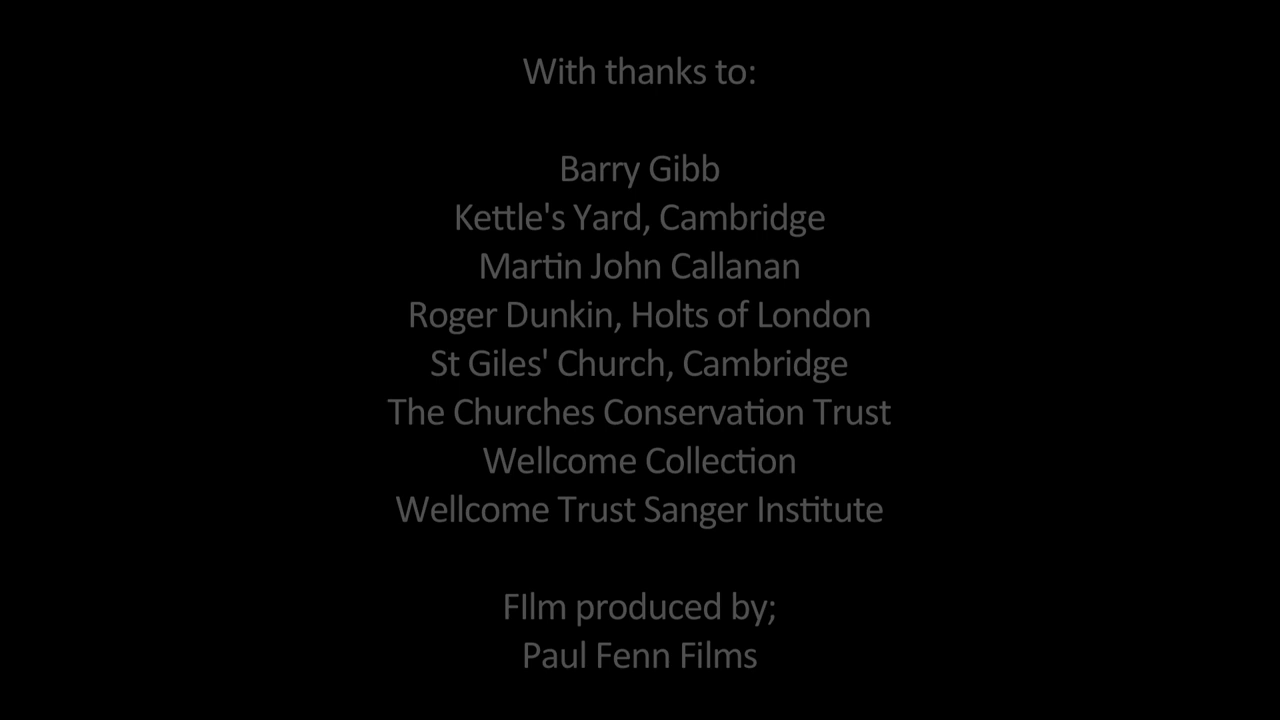 With thanks to:
Barry Gibb
Kettle's Yard, Cambridge
Martin John Callanan
Roger Dunkin, Holts of London
St Giles' Church, Cambridge
The Churches Conservation Trust
Wellcome Collection
Wellcome Trust Sanger Institute
FIlm produced by;
Paul Fenn Films